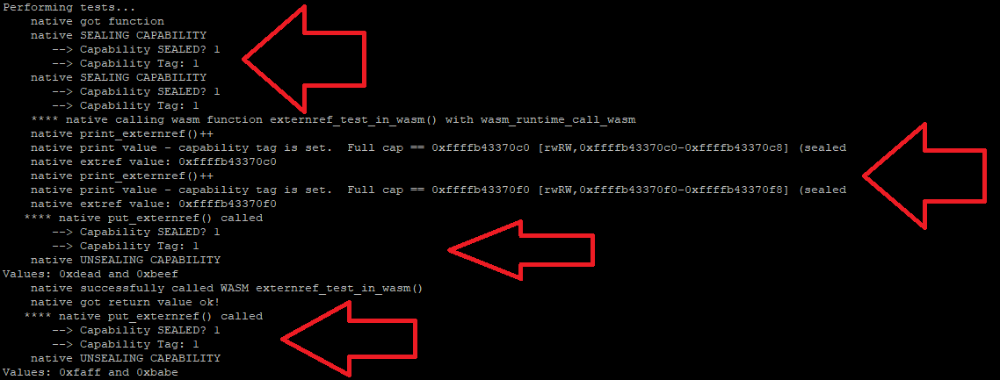 Performing tests...
native got function
native SEALING CAPABILITY
--> Capability SEALED? 1
--> Capability Tag: 1
native SEALING CAPABILITY
--> Capability SEALED? 1
--> Capability Tag: 1
**** native calling wasm function externref_test_in_wasm() with wasm_runtime_call_wasm
native print_externref()++
native print value - capability tag is set.  Full cap == 0xffffb43370c0 [rwRW,0xffffb43370c0-0xffffb43370c8] (sealed
native extref value: 0xffffb43370c0
native print_externref()++
native print value - capability tag is set.  Full cap == 0xffffb43370f0 [rwRW,0xffffb43370f0-0xffffb43370f8] (sealed
native extref value: 0xffffb43370f0
**** native put_externref() called
--> Capability SEALED? 1
--> Capability Tag: 1
native UNSEALING CAPABILITY
Values: 0xdead and 0xbeef
native successfully called WASM externref_test_in_wasm()
native got return value ok!
**** native put_externref() called
--> Capability SEALED? 1
--> Capability Tag: 1
native UNSEALING CAPABILITY
Values: 0xfaff and 0xbabe